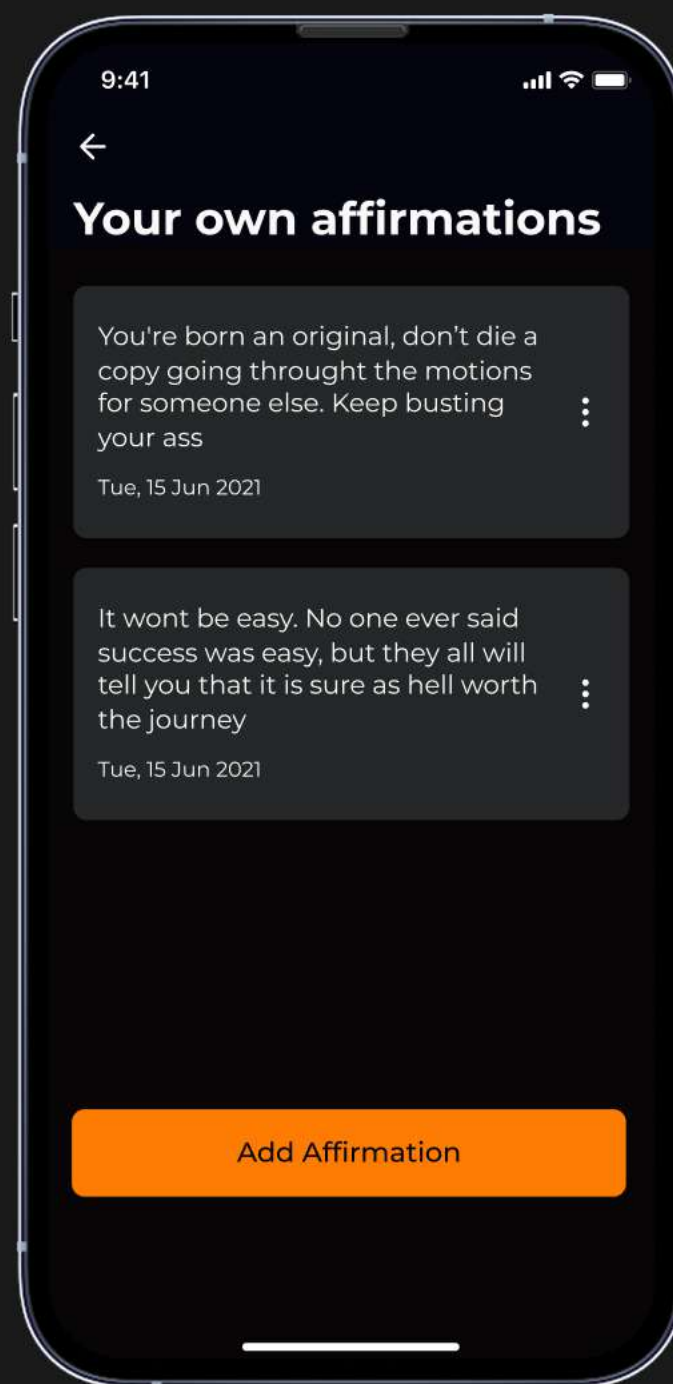 9:41
Your own affirmations
You're born an original, don’t die a
copy going throught the motions
for someone else. Keep busting
your ass
Tue, 15 Jun 2021
It wont be easy. No one ever said
success was easy, but they all will
tell you that it is sure as hell worth
the journey
Tue, 15 Jun 2021
Add Affirmation